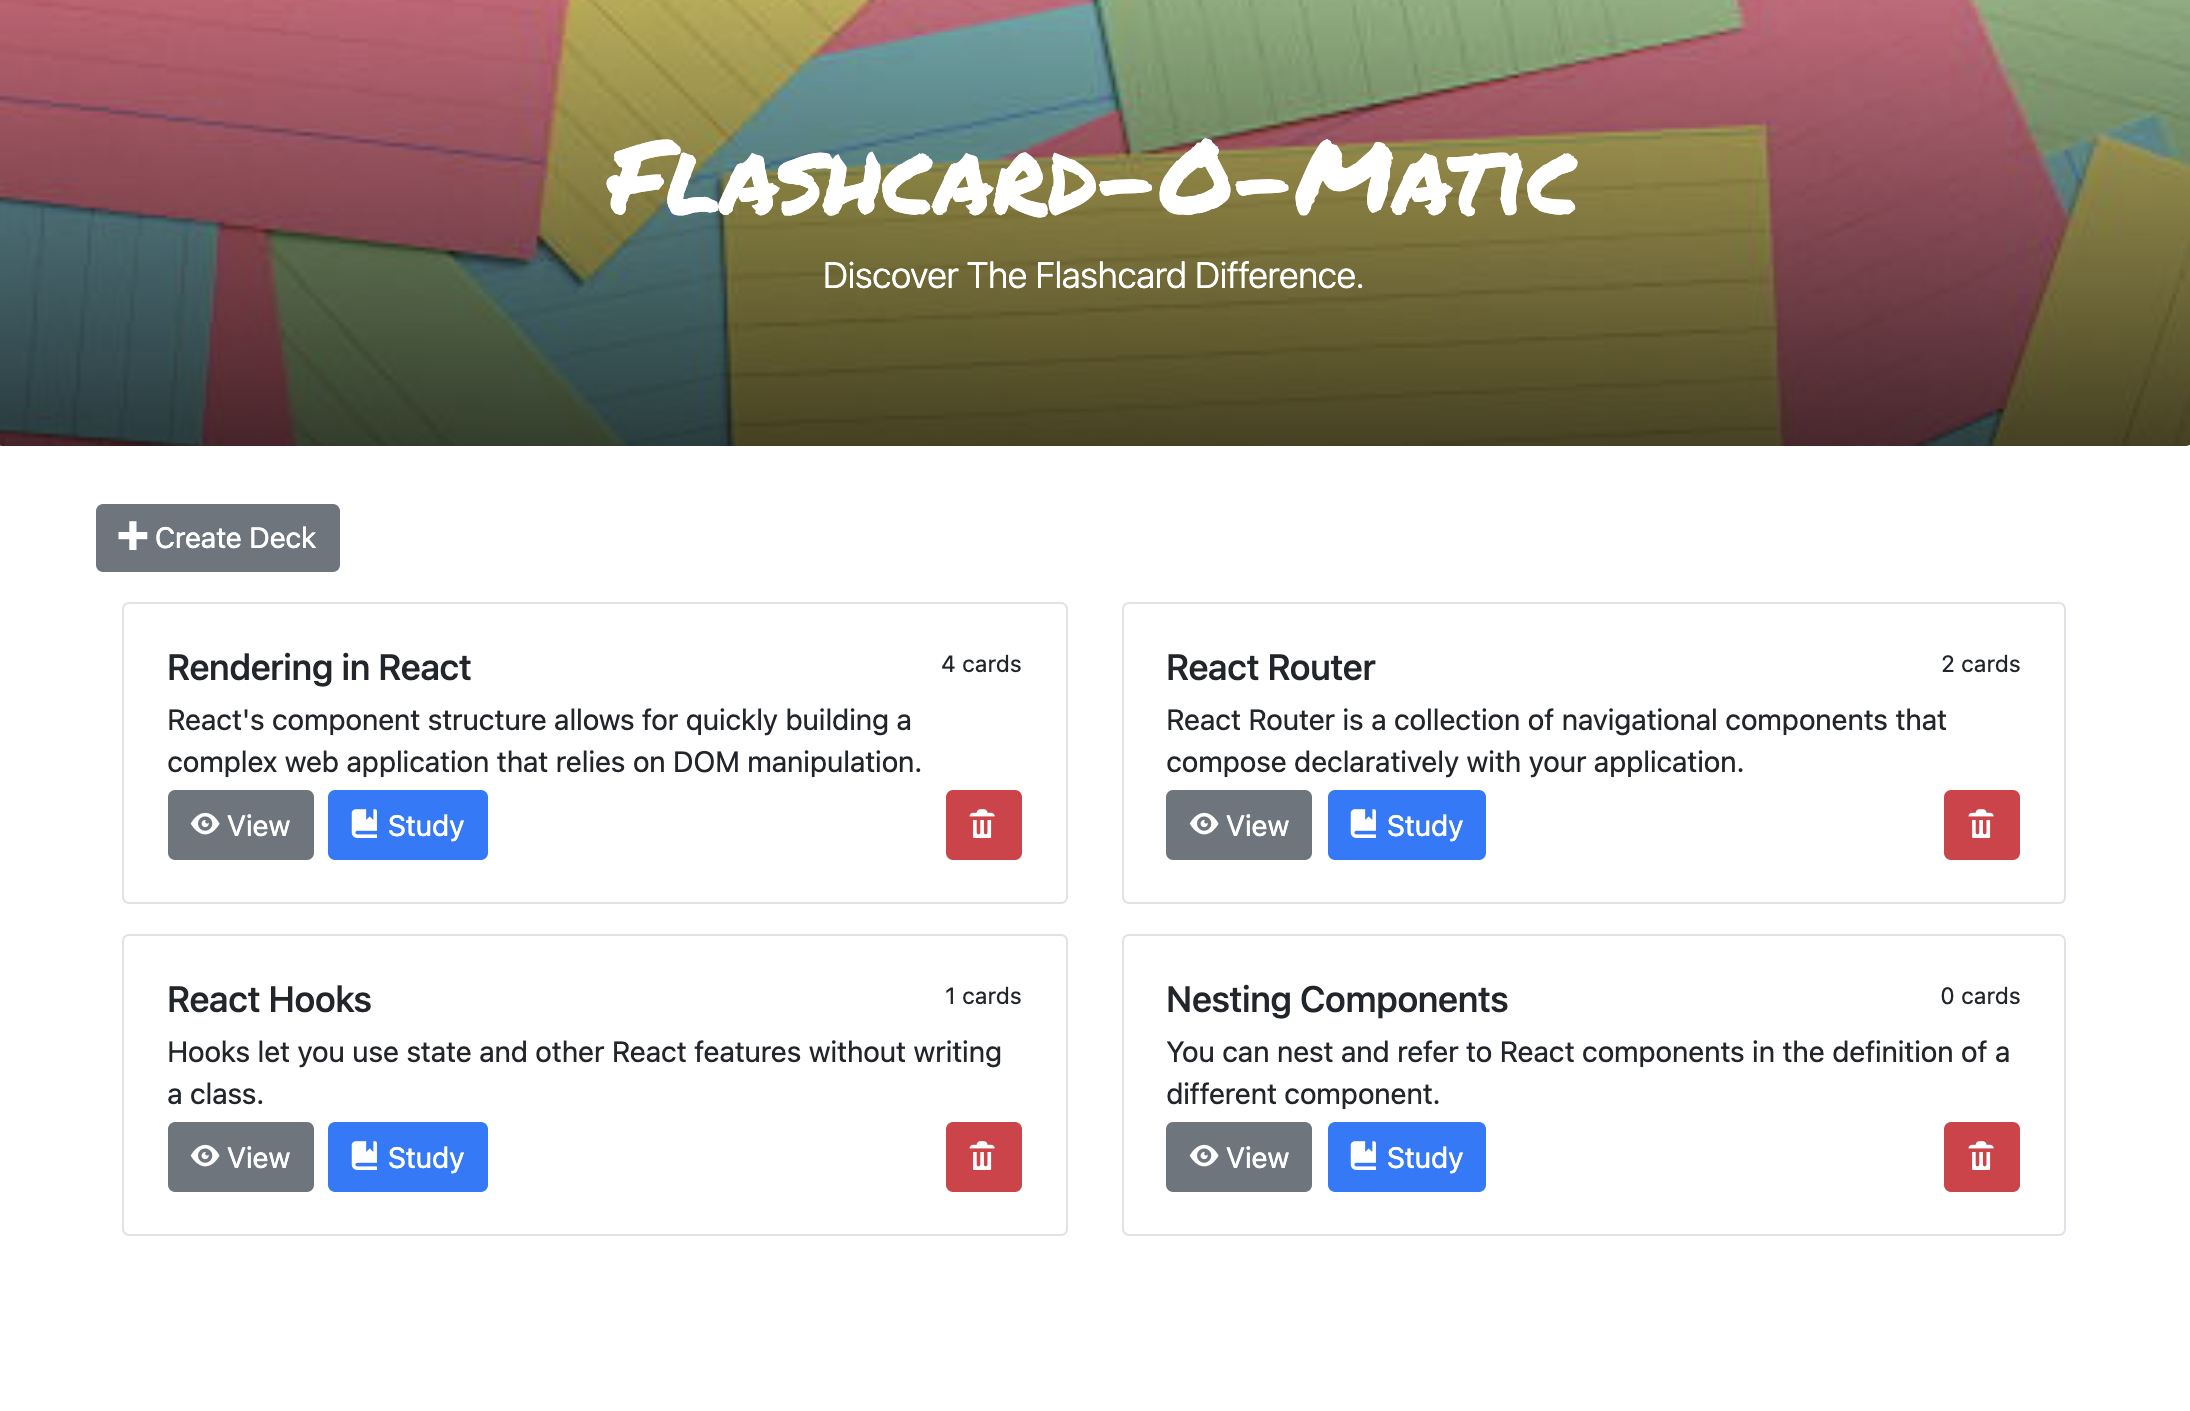 Flashcard-O-Matic
Discover The Flashcard Difference.
Create Deck
Rendering in React
4 cards
React's component structure allows for quickly building a
complex web application that relies on DOM manipulation.
View
Study
React Router
2 cards
React Router is a collection of navigational components that
compose declaratively with your application.
View
Study
React Hooks
1 cards
Hooks let you use state and other React features without writing
a class.
View
Study
Nesting Components
0 cards
You can nest and refer to React components in the definition of a
different component.
View
Study